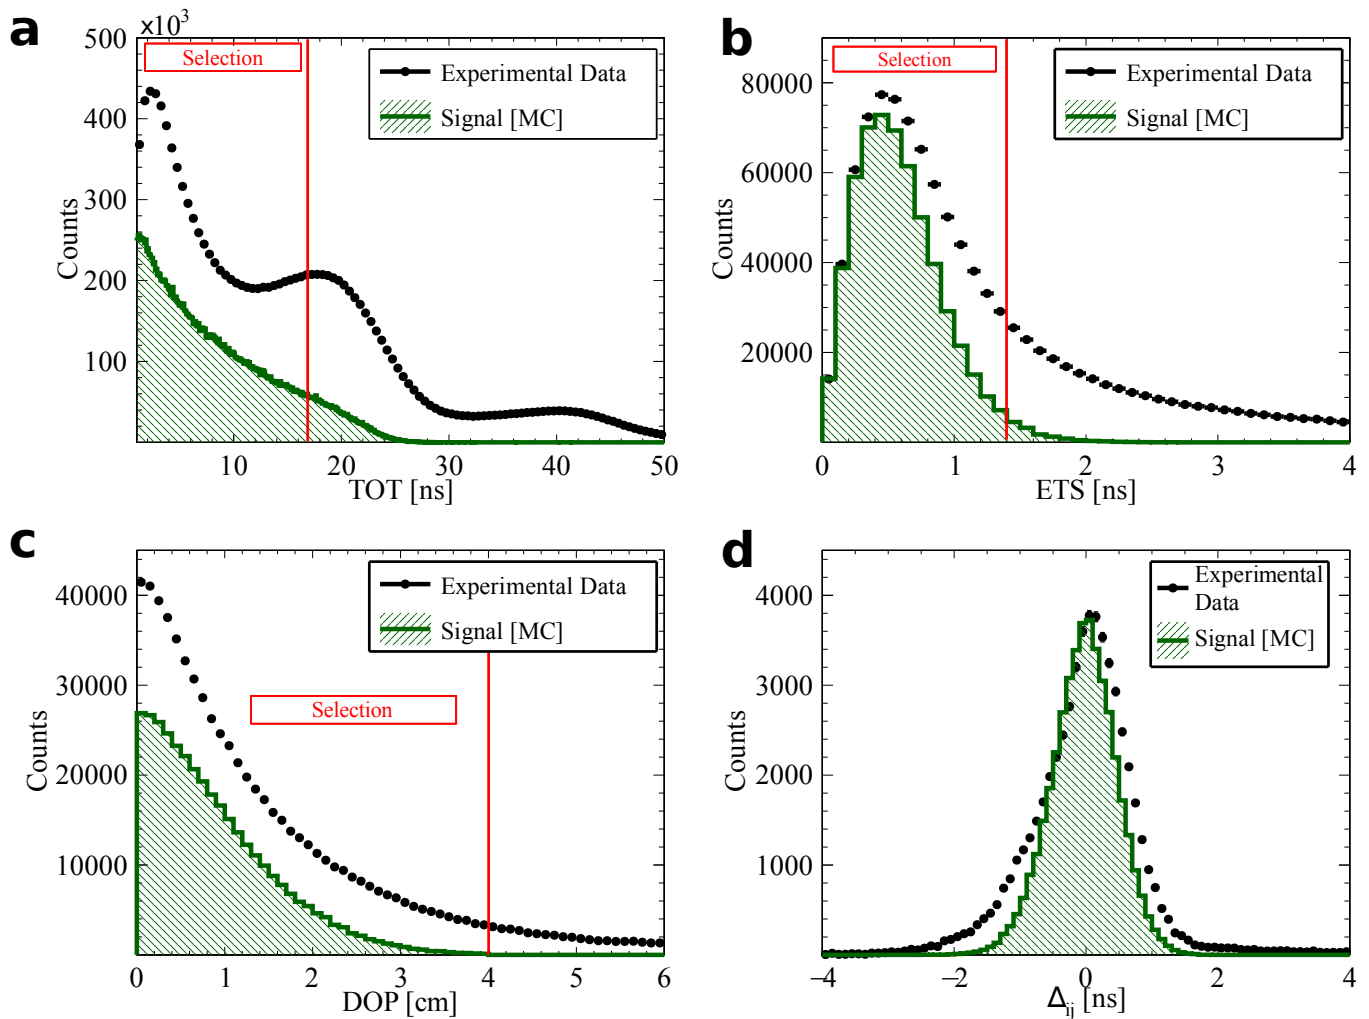 a
×10³
500
400
300
200
100
Counts
Selection
Experimental Data
Signal [MC]
10 20 30 40 50
TOT [ns]
b
80000
60000
40000
20000
Counts
Selection
Experimental Data
Signal [MC]
0 1 2 3 4
ETS [ns]
c
40000
30000
20000
10000
Counts
Experimental Data
Signal [MC]
Selection
0 1 2 3 4 5 6
DOP [cm]
d
4000
3000
2000
1000
Counts
Experimental
Data
Signal [MC]
−4 −2 0 2 4
Δij [ns]